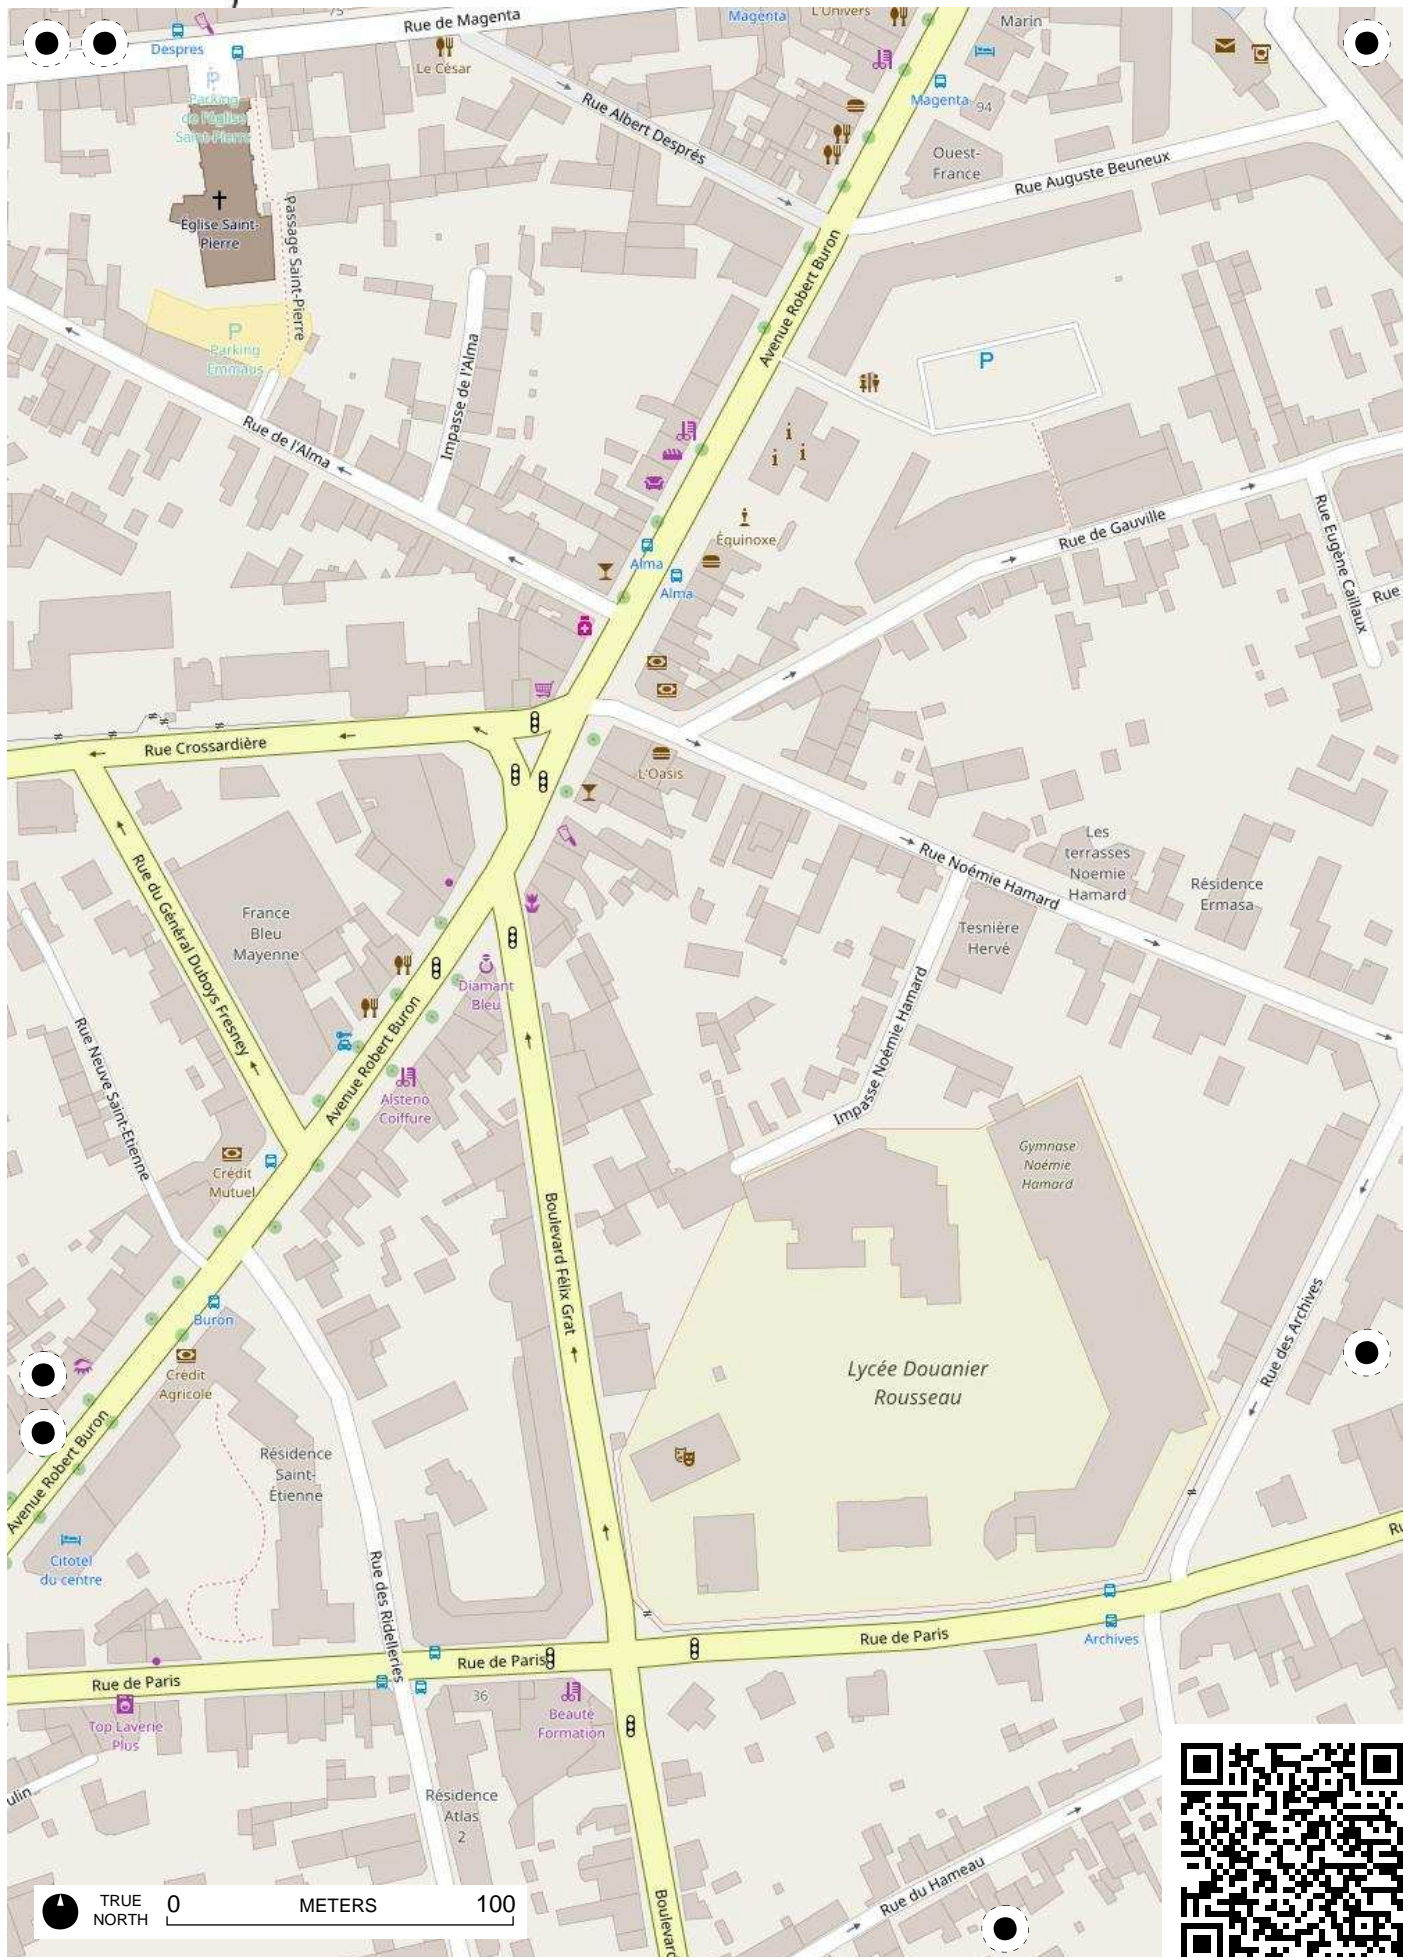 75
Rue de Magenta
Magenta
L'Univers
Marin
Despres
Le César
Parking
de l'église
Saint-Pierre
Rue Albert Després
Magenta
94
Ouest-
France
Rue Auguste Beuneux
Église Saint-
Pierre
Passage Saint-Pierre
Avenue Robert Buron
P
Parking
Emmaüs
P
Impasse de l'Alma
Rue de l'Alma
Équinoxe
Rue de Gauville
Rue Eugène Caillaux
Alma
Alma
Rue
Rue Crossardière
L'Oasis
Les
terrasses
Noemie
Hamard
Rue Noémie Hamard
Résidence
Ermasa
Rue du Général Duboys Fresney
France
Bleu
Mayenne
Tesnière
Hervé
Diamant
Bleu
Avenue Robert Buron
Impasse Noémie Hamard
Rue Neuve Saint-Etienne
Alsteno
Coiffure
Gymnase
Noémie
Hamard
Crédit
Mutuel
Boulevard Félix Grat
Buron
Rue des Archives
Crédit
Agricole
Lycée Douanier
Rousseau
Avenue Robert Buron
Résidence
Saint-
Étienne
Citotel
du centre
Rue des Ridelleries
Ru
Archives
Rue de Paris
Rue de Paris
Rue de Paris
36
Top Laverie
Plus
Beauté
Formation
ulin
Résidence
Atlas
2
Rue du Hameau
Boulevard
TRUE
NORTH
0 METERS 100